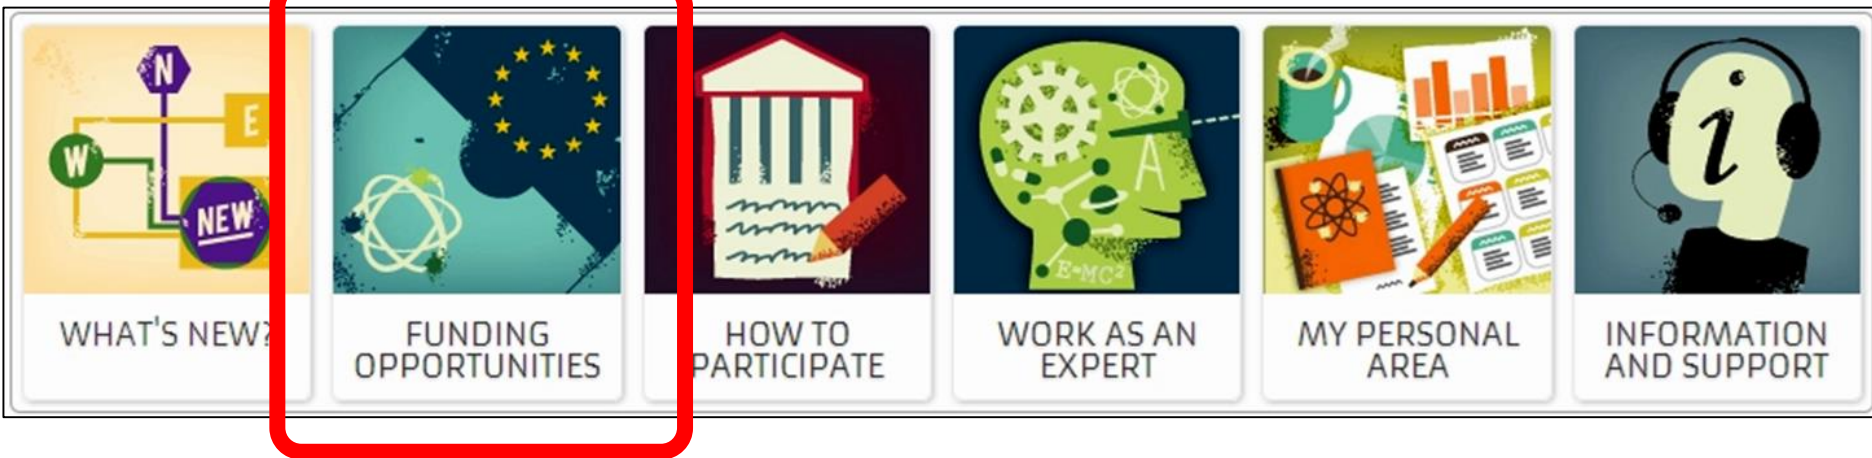 N
E
W
NEW
WHAT'S NEW?
FUNDING
OPPORTUNITIES
HOW TO
PARTICIPATE
A
E=MC²
WORK AS AN
EXPERT
MY PERSONAL
AREA
i
INFORMATION
AND SUPPORT